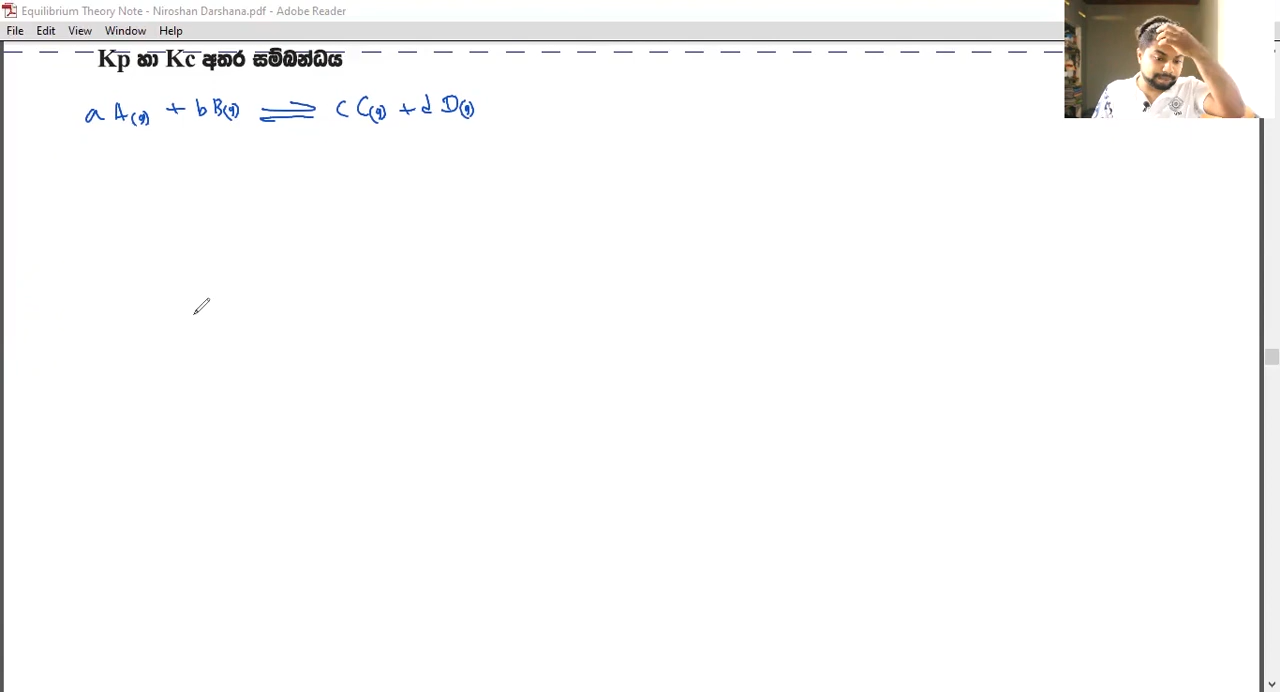 Equilibrium Theory Note - Niroshan Darshana.pdf - Adobe Reader
File Edit View Window Help
Kp හා Kc අතර සම්බන්ධය
a A(g) + b B(g) ⇌ c C(g) + d D(g)